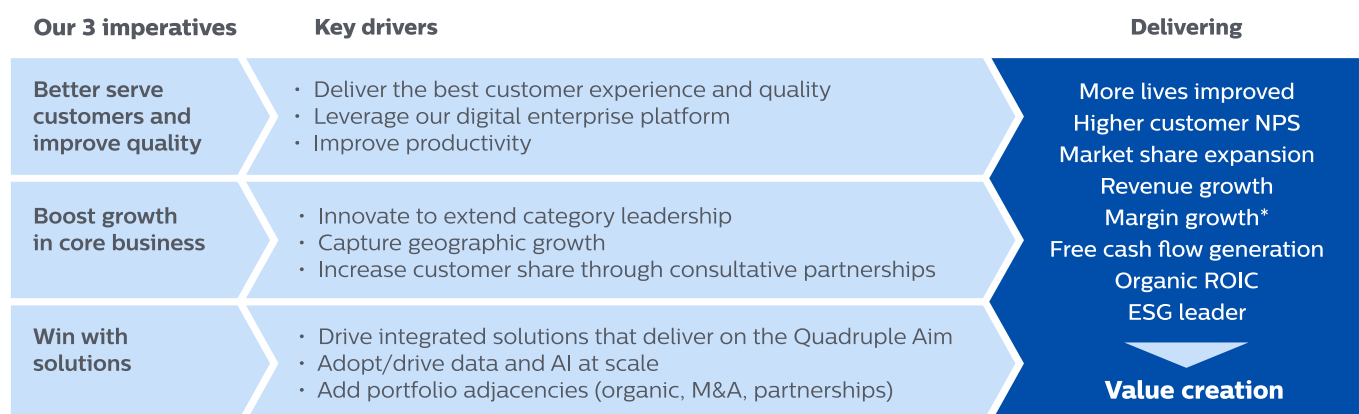 Our 3 imperatives
Key drivers
Delivering
Better serve
customers and
improve quality
• Deliver the best customer experience and quality
• Leverage our digital enterprise platform
• Improve productivity
Boost growth
in core business
• Innovate to extend category leadership
• Capture geographic growth
• Increase customer share through consultative partnerships
Win with
solutions
• Drive integrated solutions that deliver on the Quadruple Aim
• Adopt/drive data and AI at scale
• Add portfolio adjacencies (organic, M&A, partnerships)
More lives improved
Higher customer NPS
Market share expansion
Revenue growth
Margin growth*
Free cash flow generation
Organic ROIC
ESG leader
Value creation